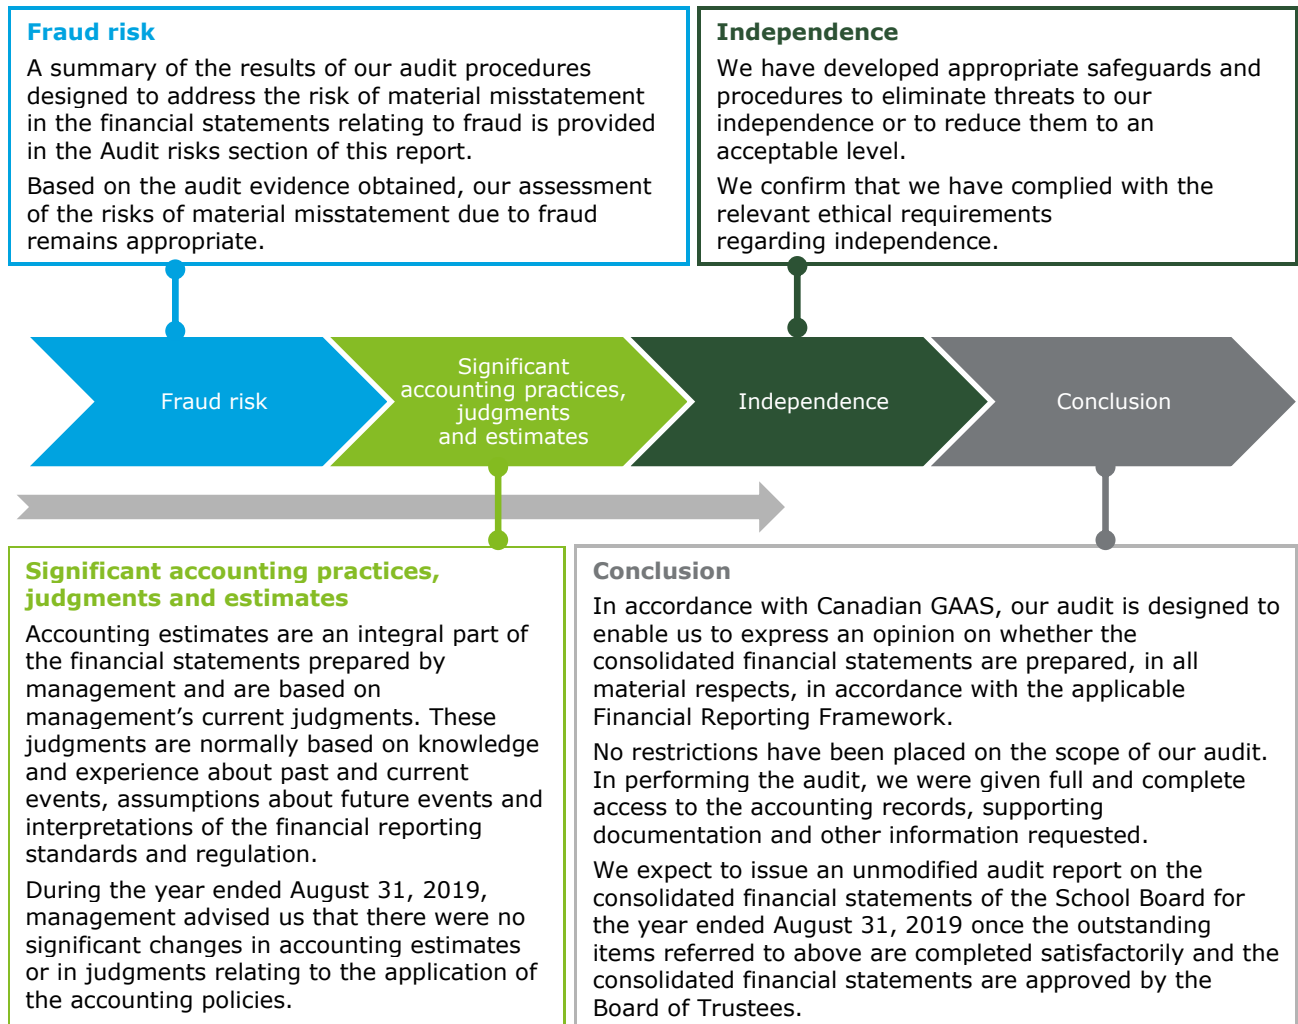 Fraud risk
A summary of the results of our audit procedures
designed to address the risk of material misstatement
in the financial statements relating to fraud is provided
in the Audit risks section of this report.
Based on the audit evidence obtained, our assessment
of the risks of material misstatement due to fraud
remains appropriate.
Independence
We have developed appropriate safeguards and
procedures to eliminate threats to our
independence or to reduce them to an
acceptable level.
We confirm that we have complied with the
relevant ethical requirements
regarding independence.
Fraud risk
Significant
accounting practices,
judgments
and estimates
Independence
Conclusion
Significant accounting practices,
judgments and estimates
Accounting estimates are an integral part of
the financial statements prepared by
management and are based on
management’s current judgments. These
judgments are normally based on knowledge
and experience about past and current
events, assumptions about future events and
interpretations of the financial reporting
standards and regulation.
During the year ended August 31, 2019,
management advised us that there were no
significant changes in accounting estimates
or in judgments relating to the application of
the accounting policies.
Conclusion
In accordance with Canadian GAAS, our audit is designed to
enable us to express an opinion on whether the
consolidated financial statements are prepared, in all
material respects, in accordance with the applicable
Financial Reporting Framework.
No restrictions have been placed on the scope of our audit.
In performing the audit, we were given full and complete
access to the accounting records, supporting
documentation and other information requested.
We expect to issue an unmodified audit report on the
consolidated financial statements of the School Board for
the year ended August 31, 2019 once the outstanding
items referred to above are completed satisfactorily and the
consolidated financial statements are approved by the
Board of Trustees.